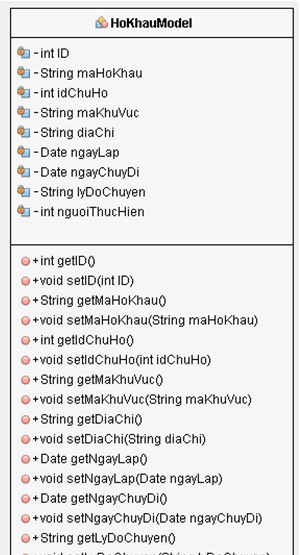 HoKhauModel
-int ID
-String maHoKhau
-int idChuHo
-String maKhuVuc
-String diaChi
-Date ngayLap
-Date ngayChuyDi
-String lyDoChuyen
-int nguoiThucHien
+int getID()
+void setID(int ID)
+String getMaHoKhau()
+void setMaHoKhau(String maHoKhau)
+int getIdChuHo()
+void setIdChuHo(int idChuHo)
+String getMaKhuVuc()
+void setMaKhuVuc(String maKhuVuc)
+String getDiaChi()
+void setDiaChi(String diaChi)
+Date getNgayLap()
+void setNgayLap(Date ngayLap)
+Date getNgayChuyDi()
+void setNgayChuyDi(Date ngayChuyDi)
+String getLyDoChuyen()